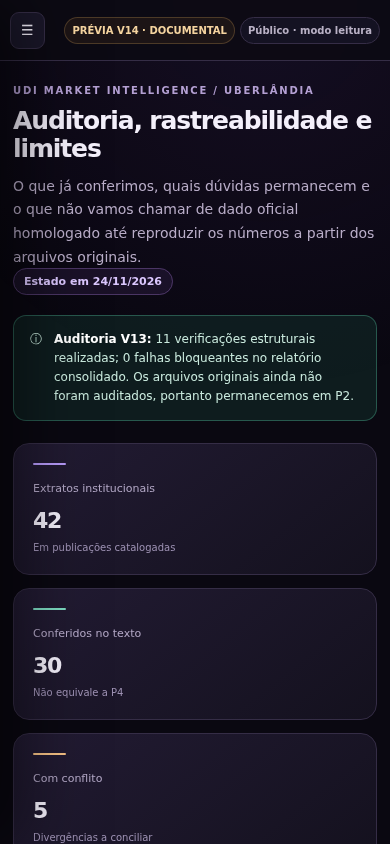 ☰
PRÉVIA V14 · DOCUMENTAL
Público · modo leitura
UDI MARKET INTELLIGENCE / UBERLÂNDIA
Auditoria, rastreabilidade e
limites
O que já conferimos, quais dúvidas permanecem e
o que não vamos chamar de dado oficial
homologado até reproduzir os números a partir dos
arquivos originais.
Estado em 24/11/2026
ⓘ Auditoria V13: 11 verificações estruturais
realizadas; 0 falhas bloqueantes no relatório
consolidado. Os arquivos originais ainda não
foram auditados, portanto permanecemos em P2.
Extratos institucionais
42
Em publicações catalogadas
Conferidos no texto
30
Não equivale a P4
Com conflito
5
Divergências a conciliar